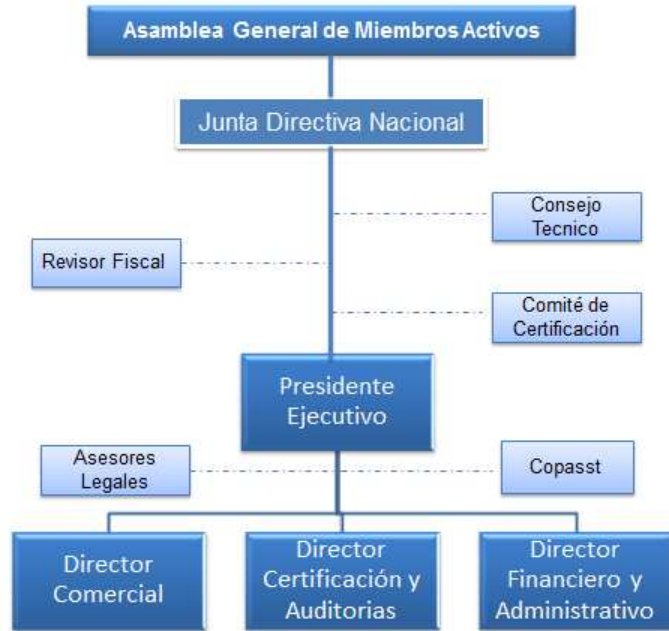 Asamblea General de Miembros Activos
Junta Directiva Nacional
Consejo
Tecnico
Revisor Fiscal
Comité de
Certificación
Presidente
Ejecutivo
Asesores
Legales
Copasst
Director
Comercial
Director
Certificación y
Auditorias
Director
Financiero y
Administrativo